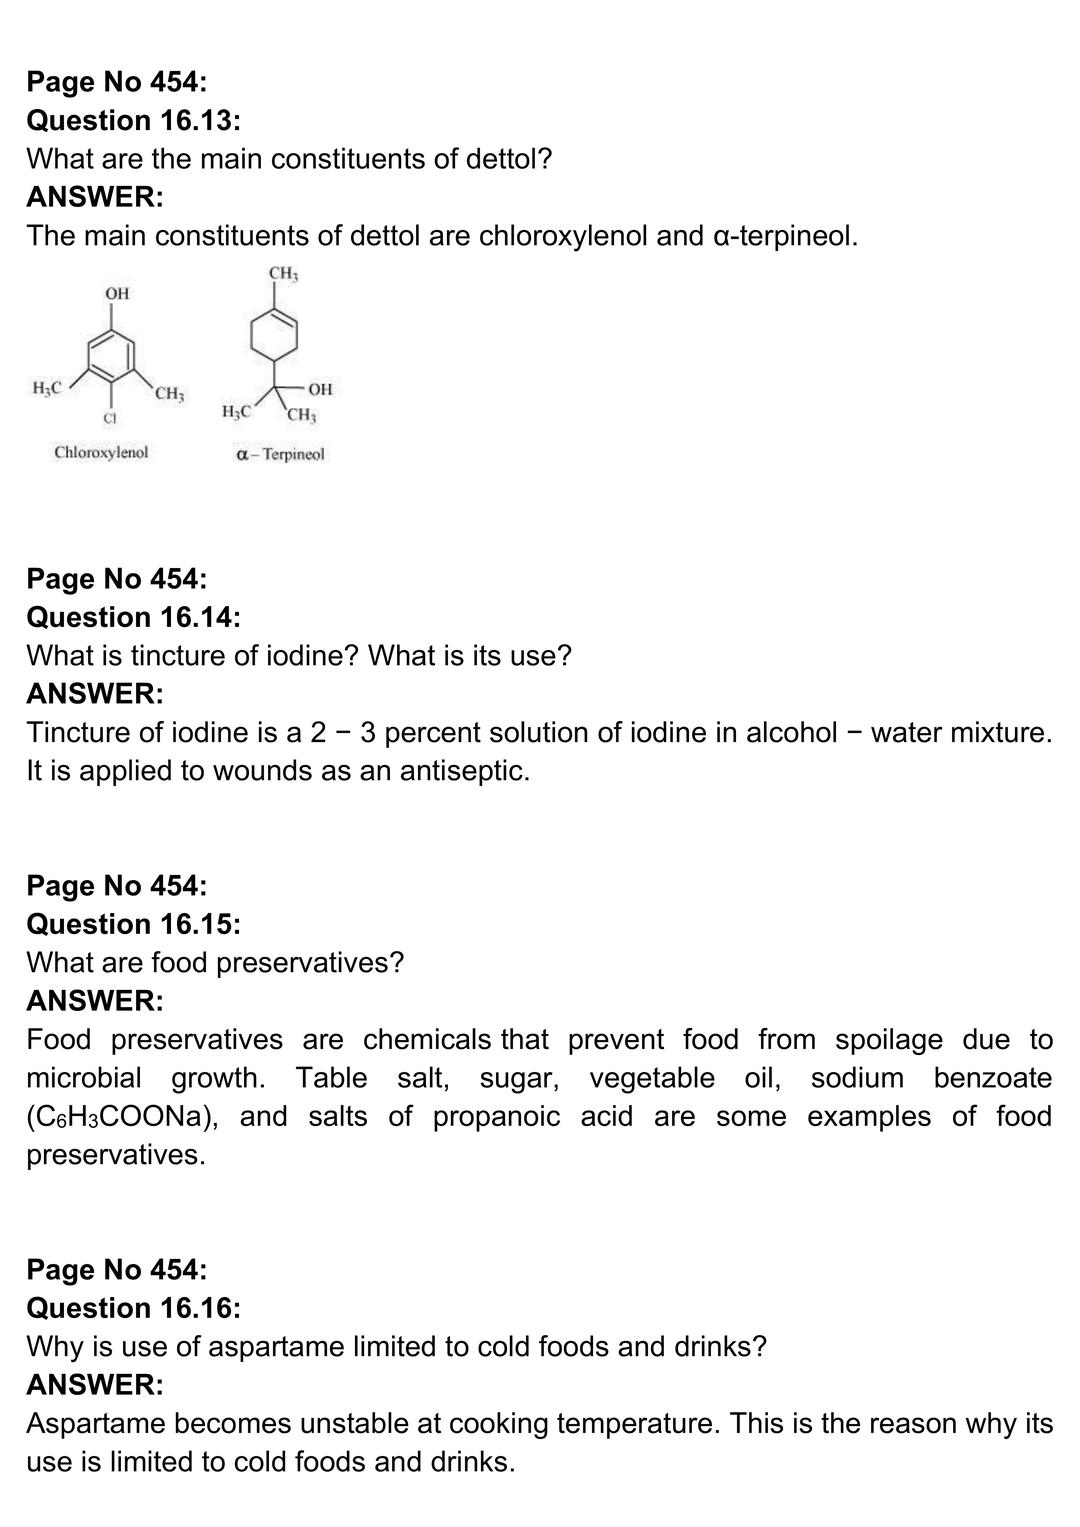 Page No 454:
Question 16.13:
What are the main constituents of dettol?
ANSWER:
The main constituents of dettol are chloroxylenol and α-terpineol.
CH₃
OH
H₃C
CH₃
Cl
OH
H₃C
CH₃
Chloroxylenol
α – Terpineol
Page No 454:
Question 16.14:
What is tincture of iodine? What is its use?
ANSWER:
Tincture of iodine is a 2 − 3 percent solution of iodine in alcohol − water mixture.
It is applied to wounds as an antiseptic.
Page No 454:
Question 16.15:
What are food preservatives?
ANSWER:
Food preservatives are chemicals that prevent food from spoilage due to
microbial growth. Table salt, sugar, vegetable oil, sodium benzoate
(C₆H₃COONa), and salts of propanoic acid are some examples of food
preservatives.
Page No 454:
Question 16.16:
Why is use of aspartame limited to cold foods and drinks?
ANSWER:
Aspartame becomes unstable at cooking temperature. This is the reason why its
use is limited to cold foods and drinks.